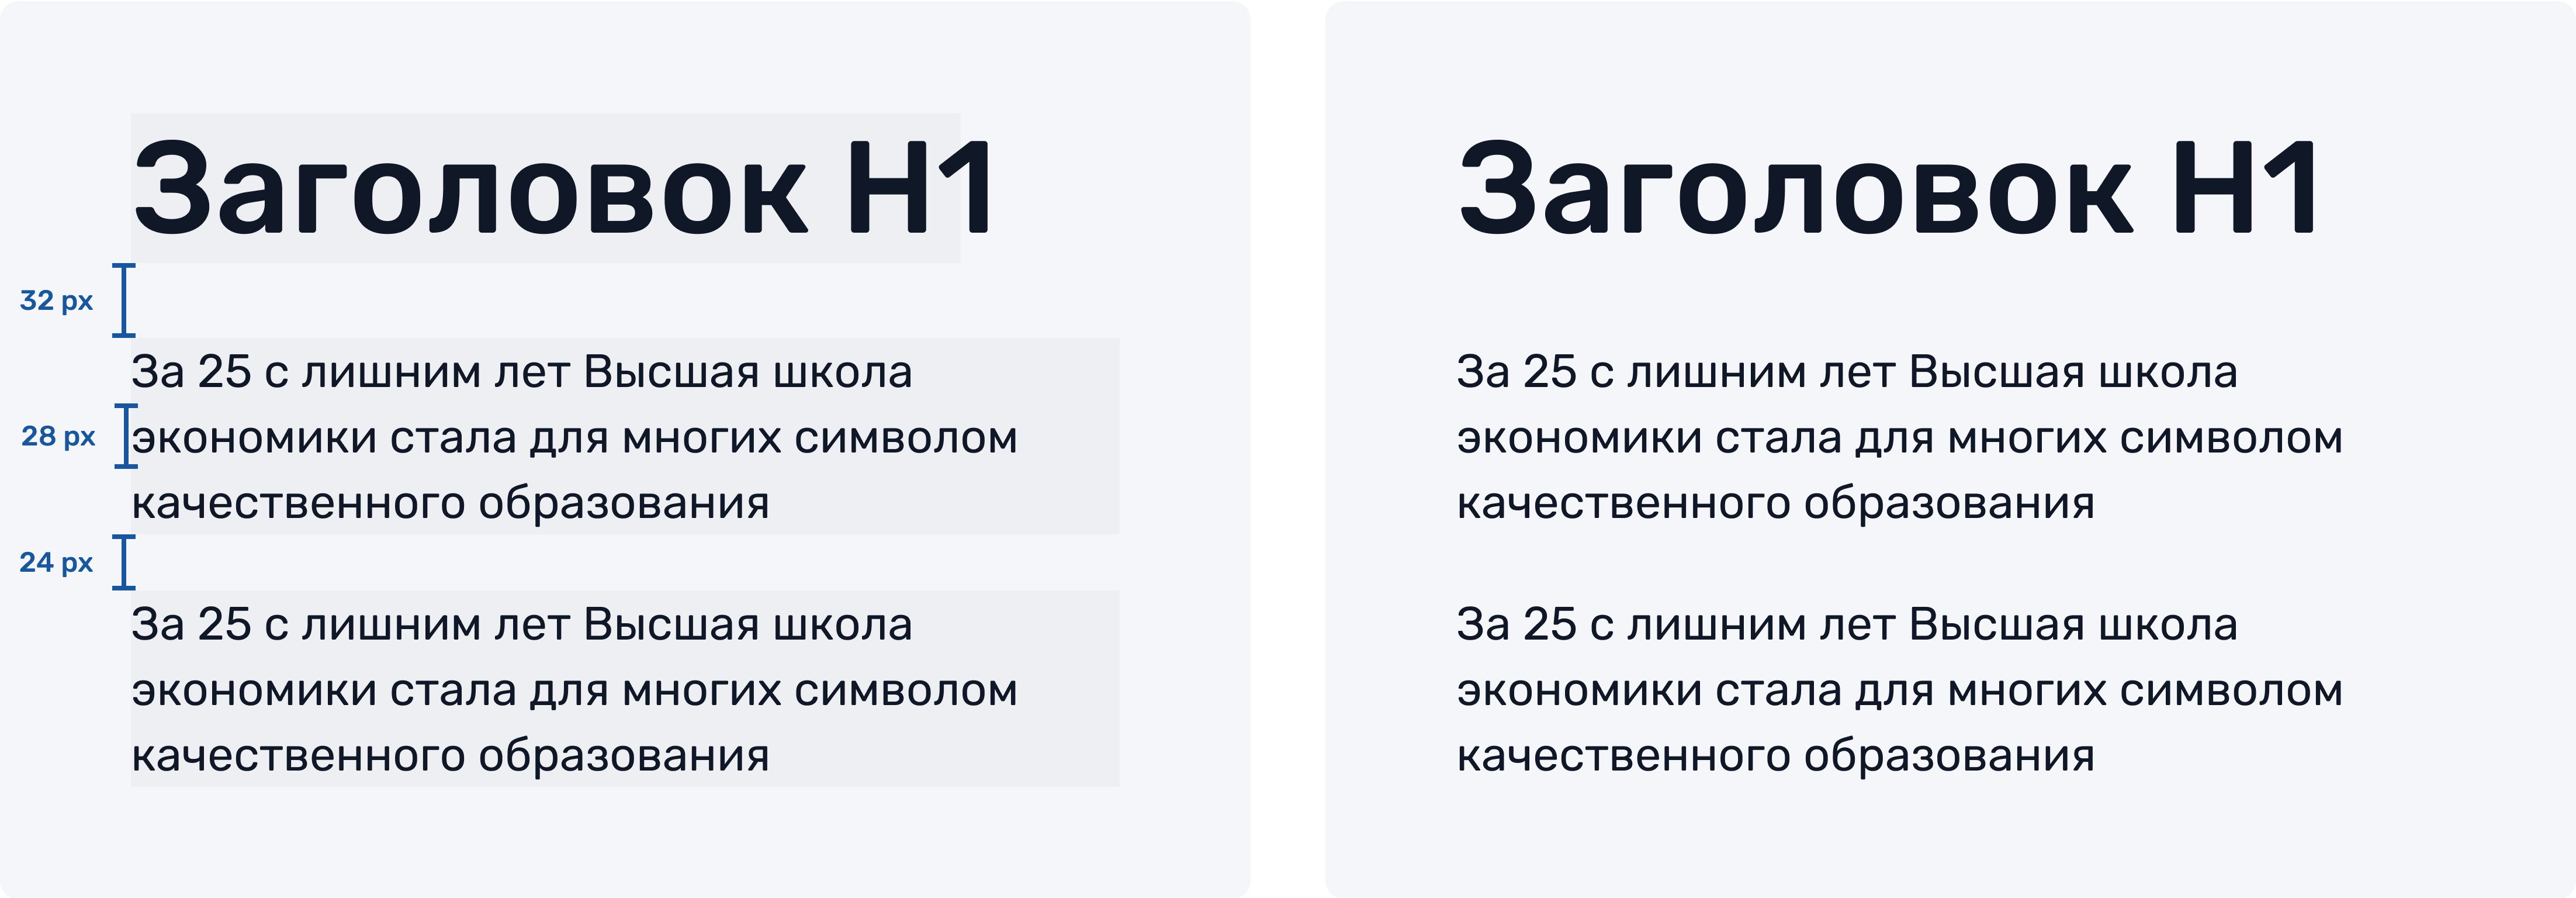 Заголовок H1
32 px
За 25 с лишним лет Высшая школа
28 px
экономики стала для многих символом
качественного образования
24 px
За 25 с лишним лет Высшая школа
экономики стала для многих символом
качественного образования
Заголовок H1
За 25 с лишним лет Высшая школа
экономики стала для многих символом
качественного образования
За 25 с лишним лет Высшая школа
экономики стала для многих символом
качественного образования